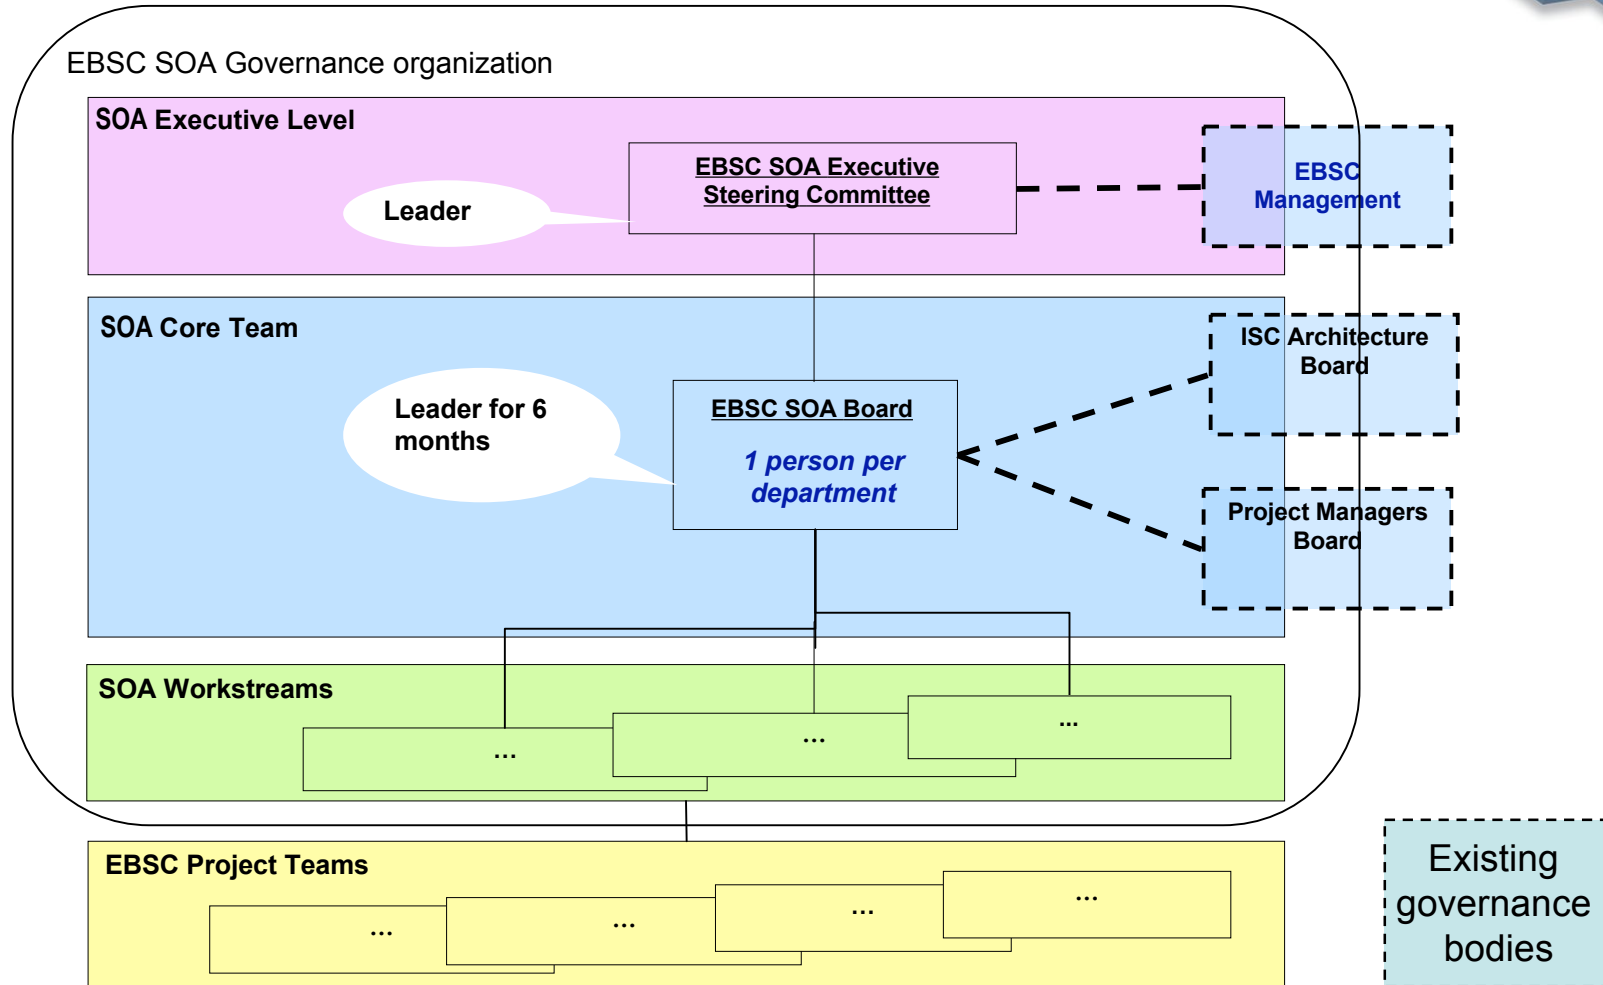 EBSC SOA Governance organization
SOA Executive Level
EBSC SOA Executive
Steering Committee
Leader
EBSC
Management
SOA Core Team
ISC Architecture
Board
Leader for 6
months
EBSC SOA Board
1 person per
department
Project Managers
Board
SOA Workstreams
...
...
...
EBSC Project Teams
...
...
...
...
Existing
governance
bodies